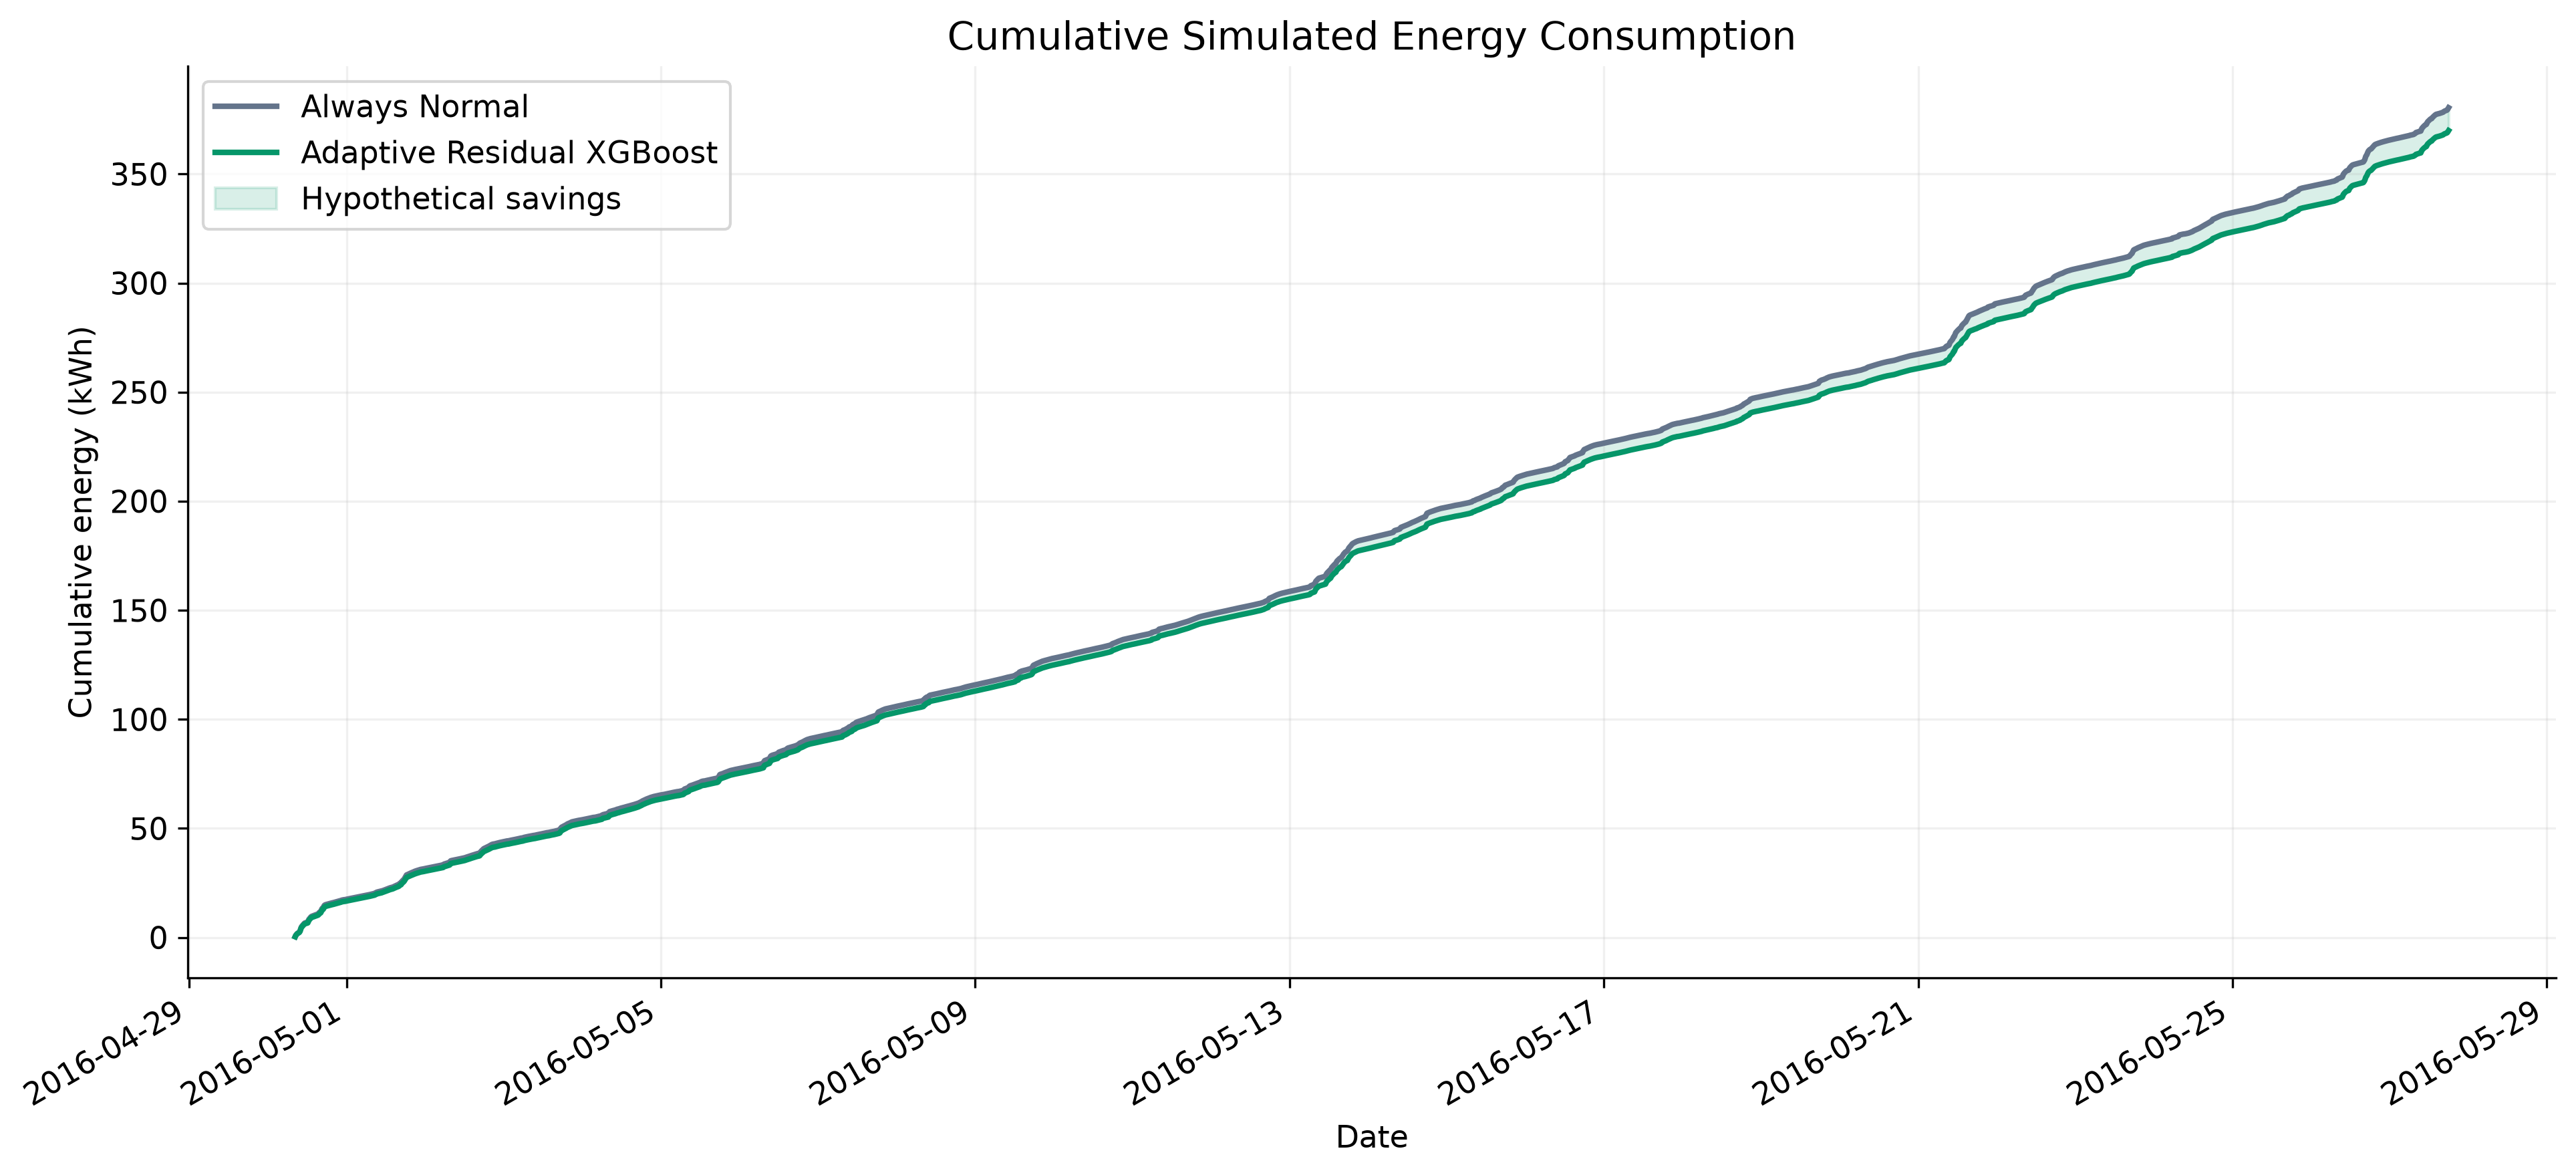 Cumulative Simulated Energy Consumption
Always Normal
Adaptive Residual XGBoost
Hypothetical savings
Cumulative energy (kWh)
350
300
250
200
150
100
50
0
2016-04-29
2016-05-01
2016-05-05
2016-05-09
2016-05-13
2016-05-17
2016-05-21
2016-05-25
2016-05-29
Date